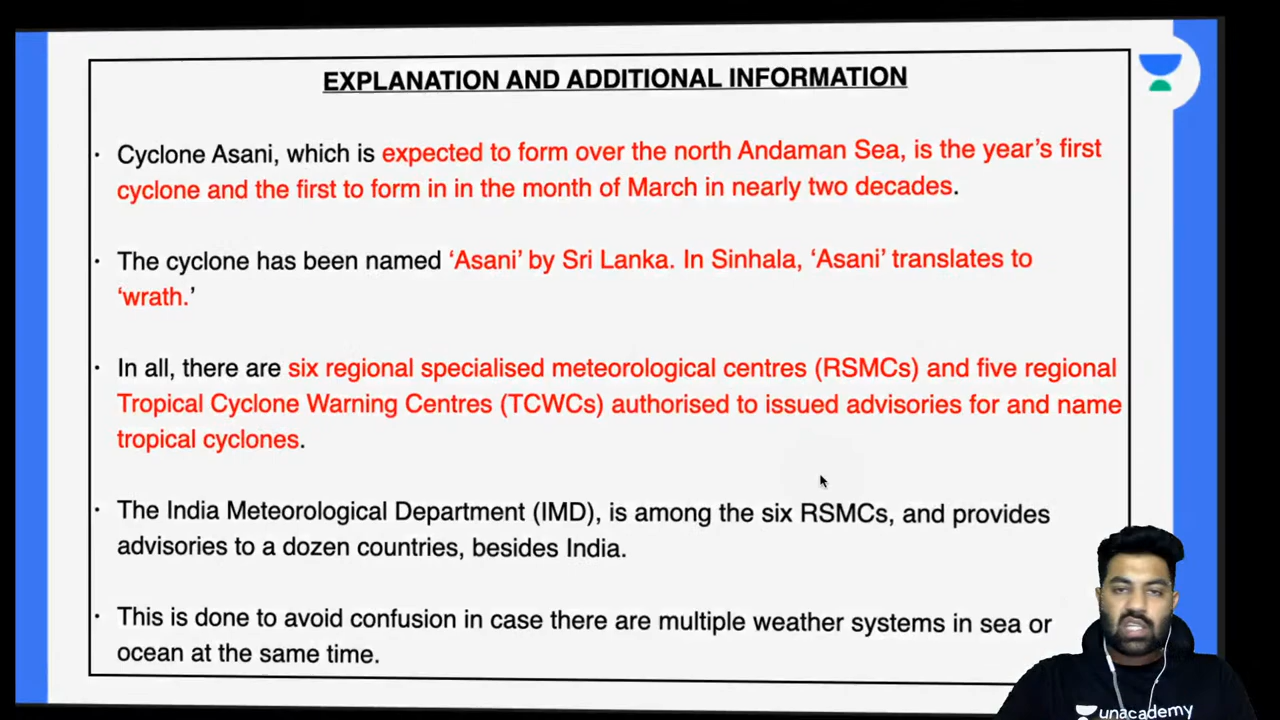 EXPLANATION AND ADDITIONAL INFORMATION
· Cyclone Asani, which is expected to form over the north Andaman Sea, is the year’s first
cyclone and the first to form in in the month of March in nearly two decades.
· The cyclone has been named ‘Asani’ by Sri Lanka. In Sinhala, ‘Asani’ translates to
‘wrath.’
· In all, there are six regional specialised meteorological centres (RSMCs) and five regional
Tropical Cyclone Warning Centres (TCWCs) authorised to issued advisories for and name
tropical cyclones.
· The India Meteorological Department (IMD), is among the six RSMCs, and provides
advisories to a dozen countries, besides India.
· This is done to avoid confusion in case there are multiple weather systems in sea or
ocean at the same time.
unacademy